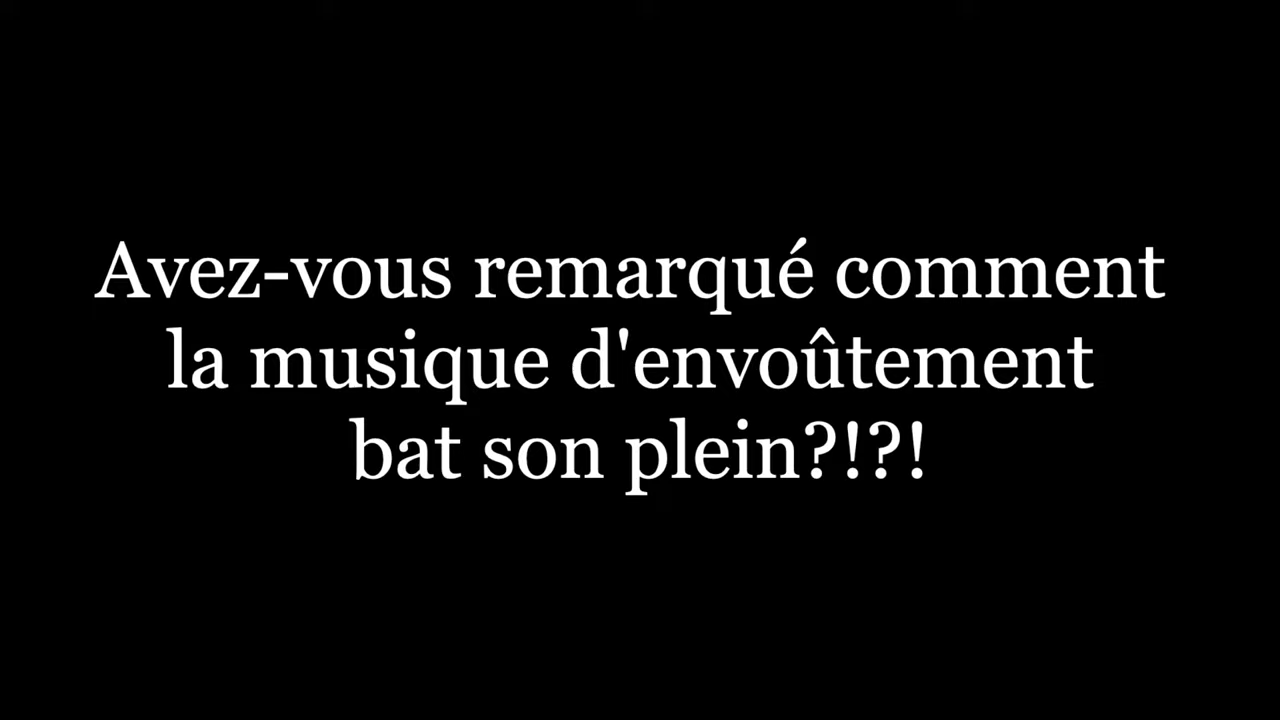 Avez-vous remarqué comment
la musique d'envoûtement
bat son plein?!?!